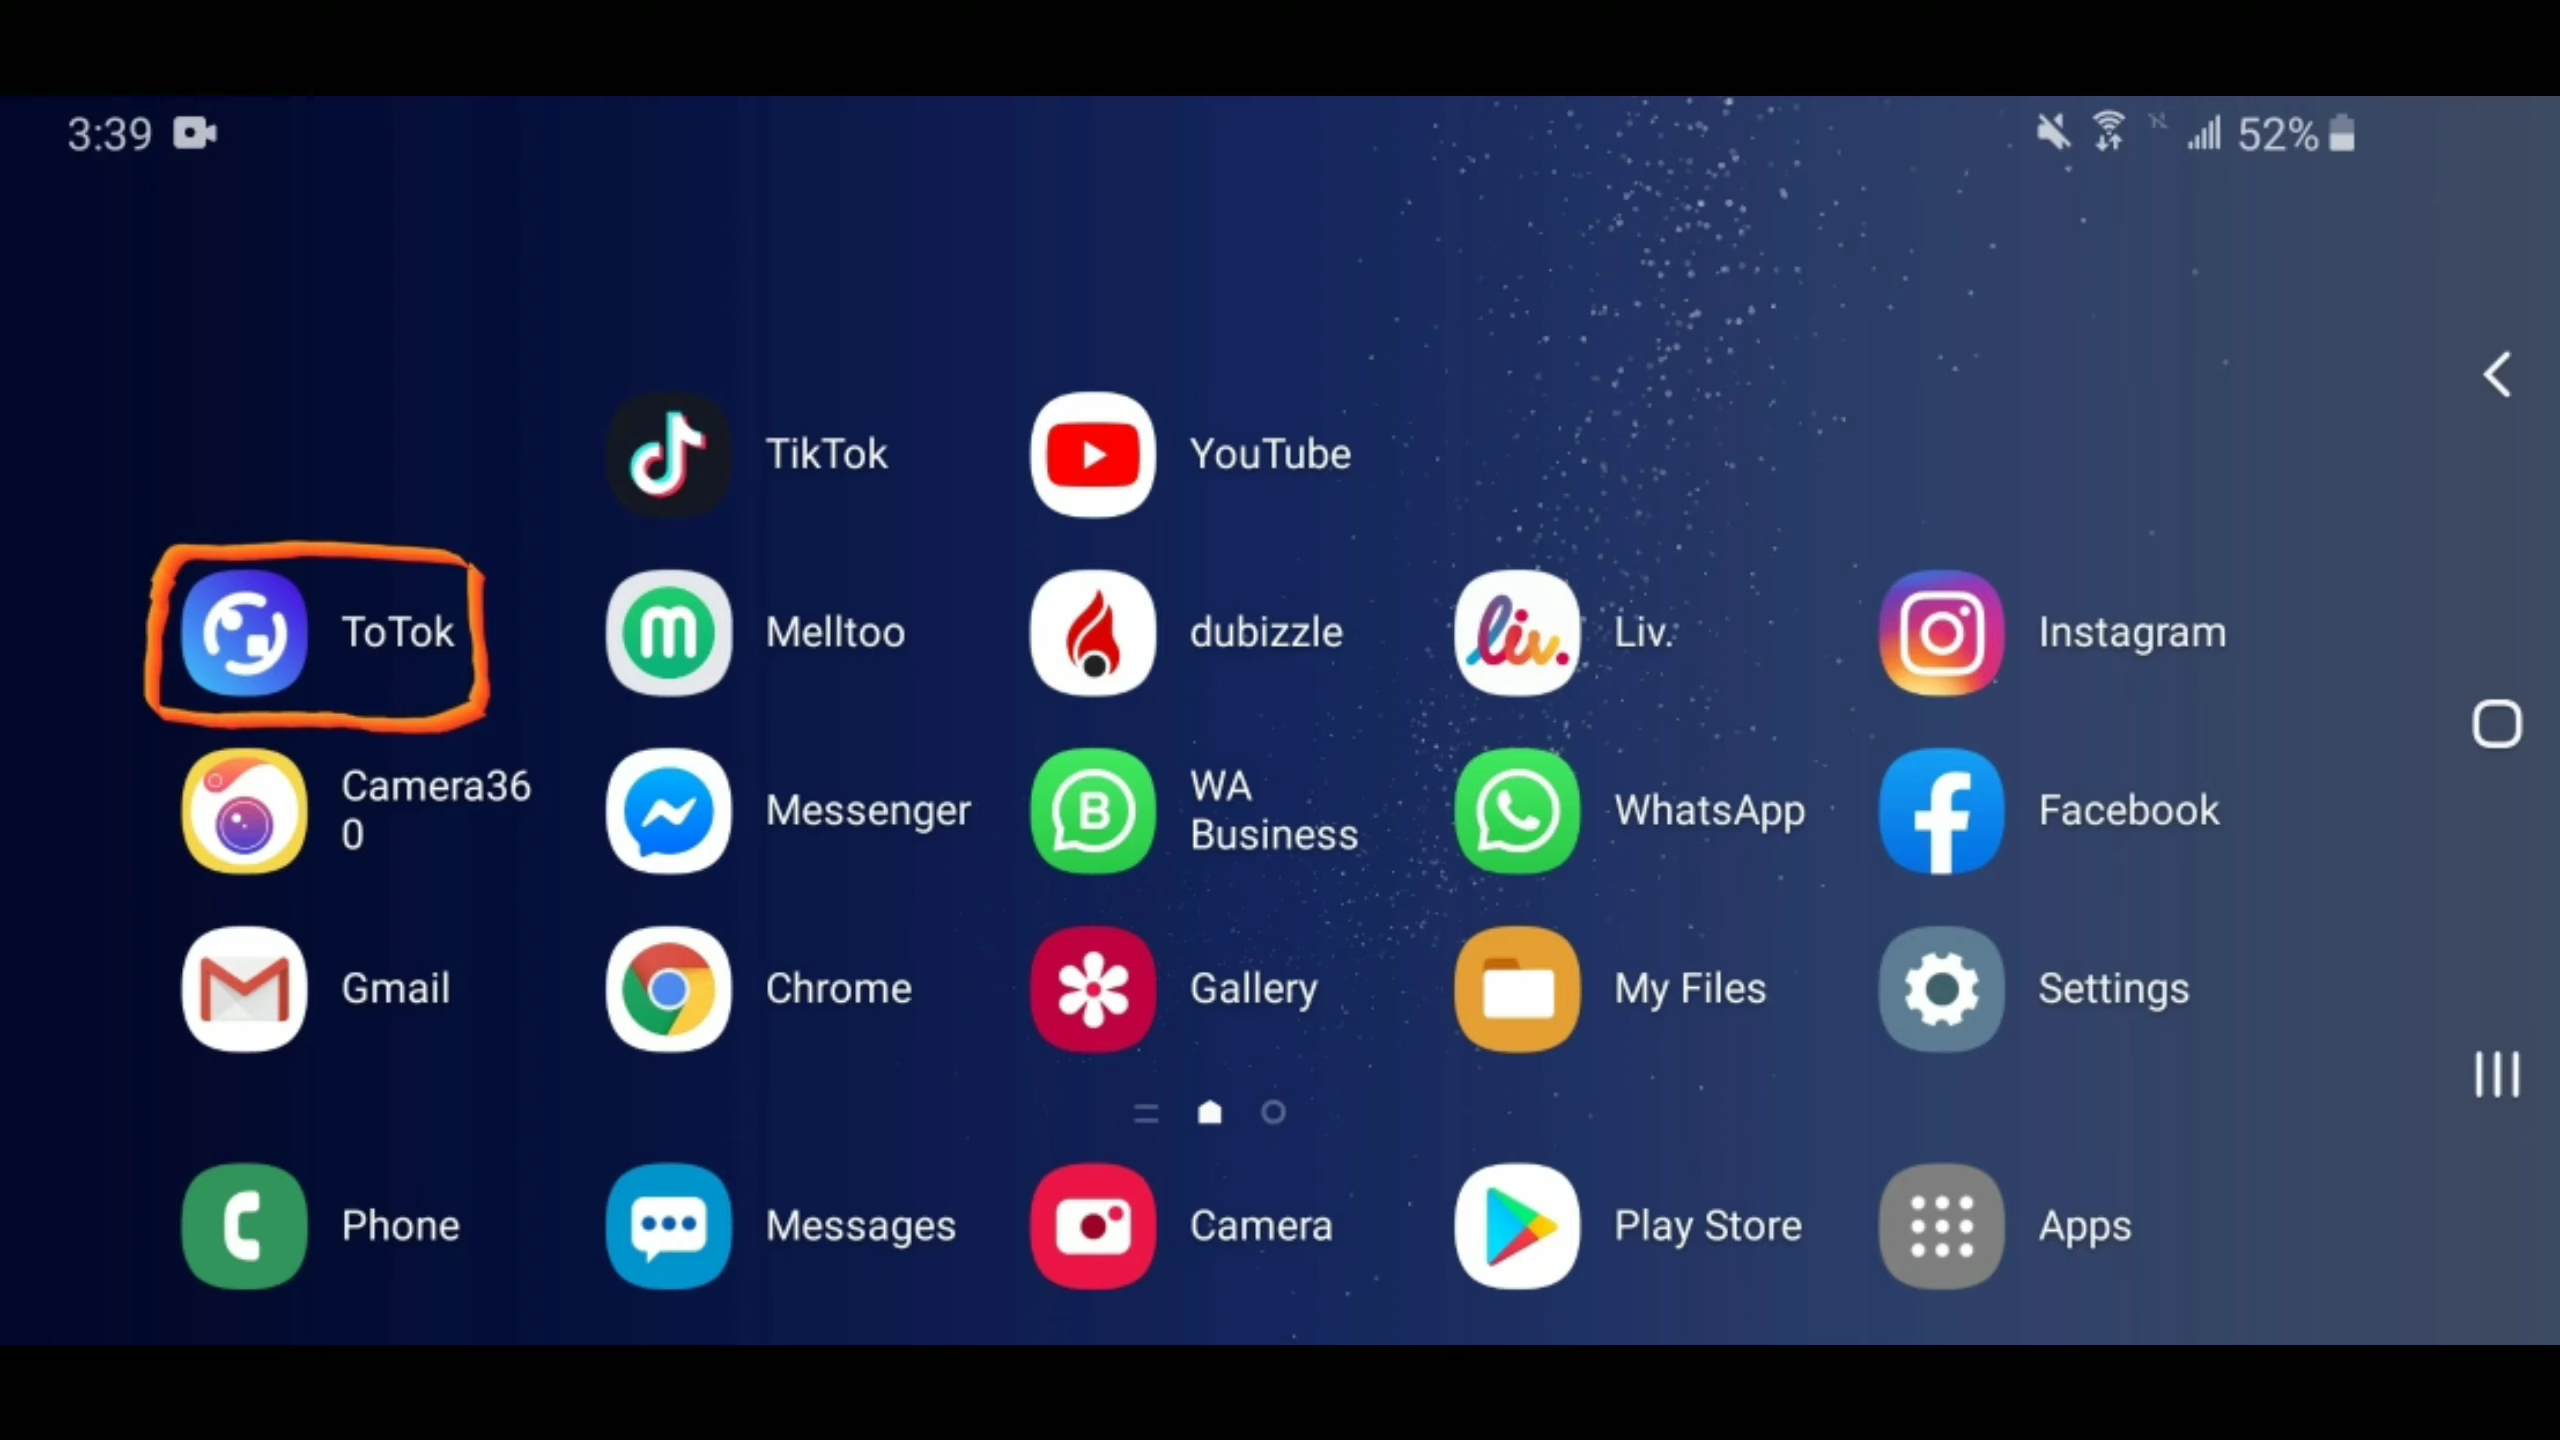 3:39
52%
TikTok
YouTube
ToTok
Melltoo
dubizzle
liv.
Liv.
Instagram
Camera36
0
Messenger
B
WA
Business
WhatsApp
Facebook
Gmail
Chrome
Gallery
My Files
Settings
Phone
Messages
Camera
Play Store
Apps